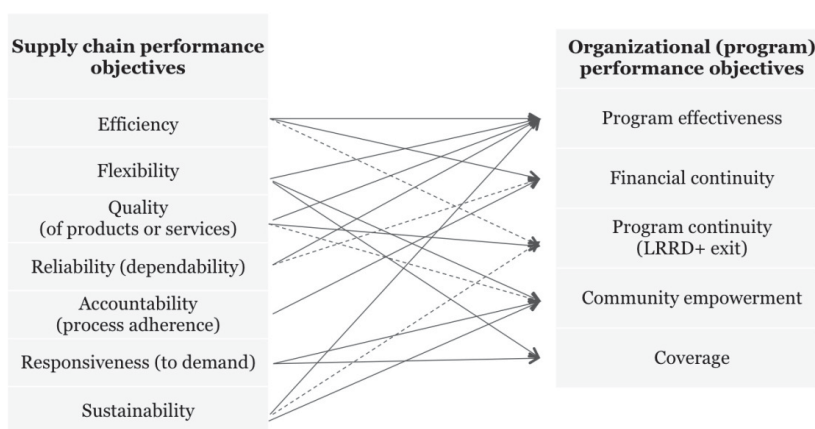 Supply chain performance
objectives
Efficiency
Flexibility
Quality
(of products or services)
Reliability (dependability)
Accountability
(process adherence)
Responsiveness (to demand)
Sustainability
Organizational (program)
performance objectives
Program effectiveness
Financial continuity
Program continuity
(LRRD+ exit)
Community empowerment
Coverage